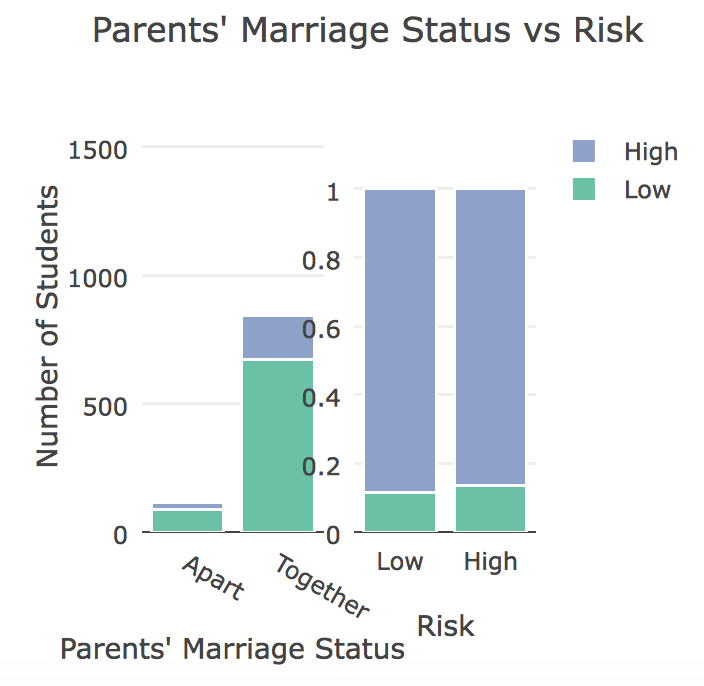 Parents' Marriage Status vs Risk
High
Low
Number of Students
1500
1000
500
0
Apart
Together
Parents' Marriage Status
1
0.8
0.6
0.4
0.2
0
Low
High
Risk